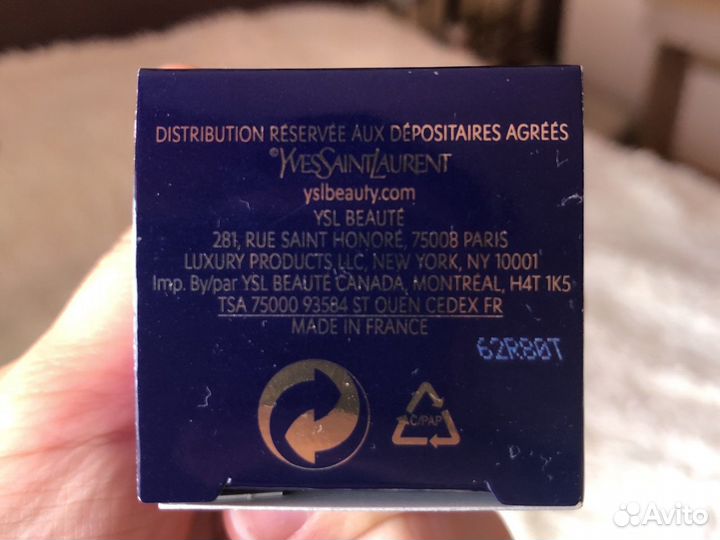 DISTRIBUTION RÉSERVÉE AUX DÉPOSITAIRES AGRÉÉS
©YVESSAINTLAURENT
yslbeauty.com
YSL BEAUTÉ
281, RUE SAINT HONORÉ, 75008 PARIS
LUXURY PRODUCTS LLC, NEW YORK, NY 10001
Imp. By/par YSL BEAUTÉ CANADA, MONTRÉAL, H4T 1K5
TSA 75000 93584 ST OUEN CEDEX FR
MADE IN FRANCE
62R80T
C/PAP
Avito